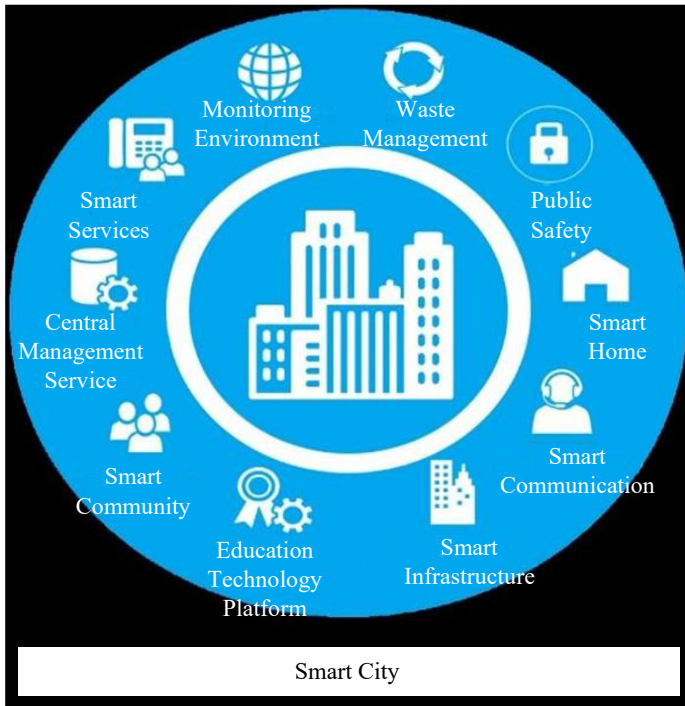 Monitoring
Environment
Waste
Management
Smart
Services
Public
Safety
Central
Management
Service
Smart
Home
Smart
Community
Smart
Communication
Education
Technology
Platform
Smart
Infrastructure
Smart City